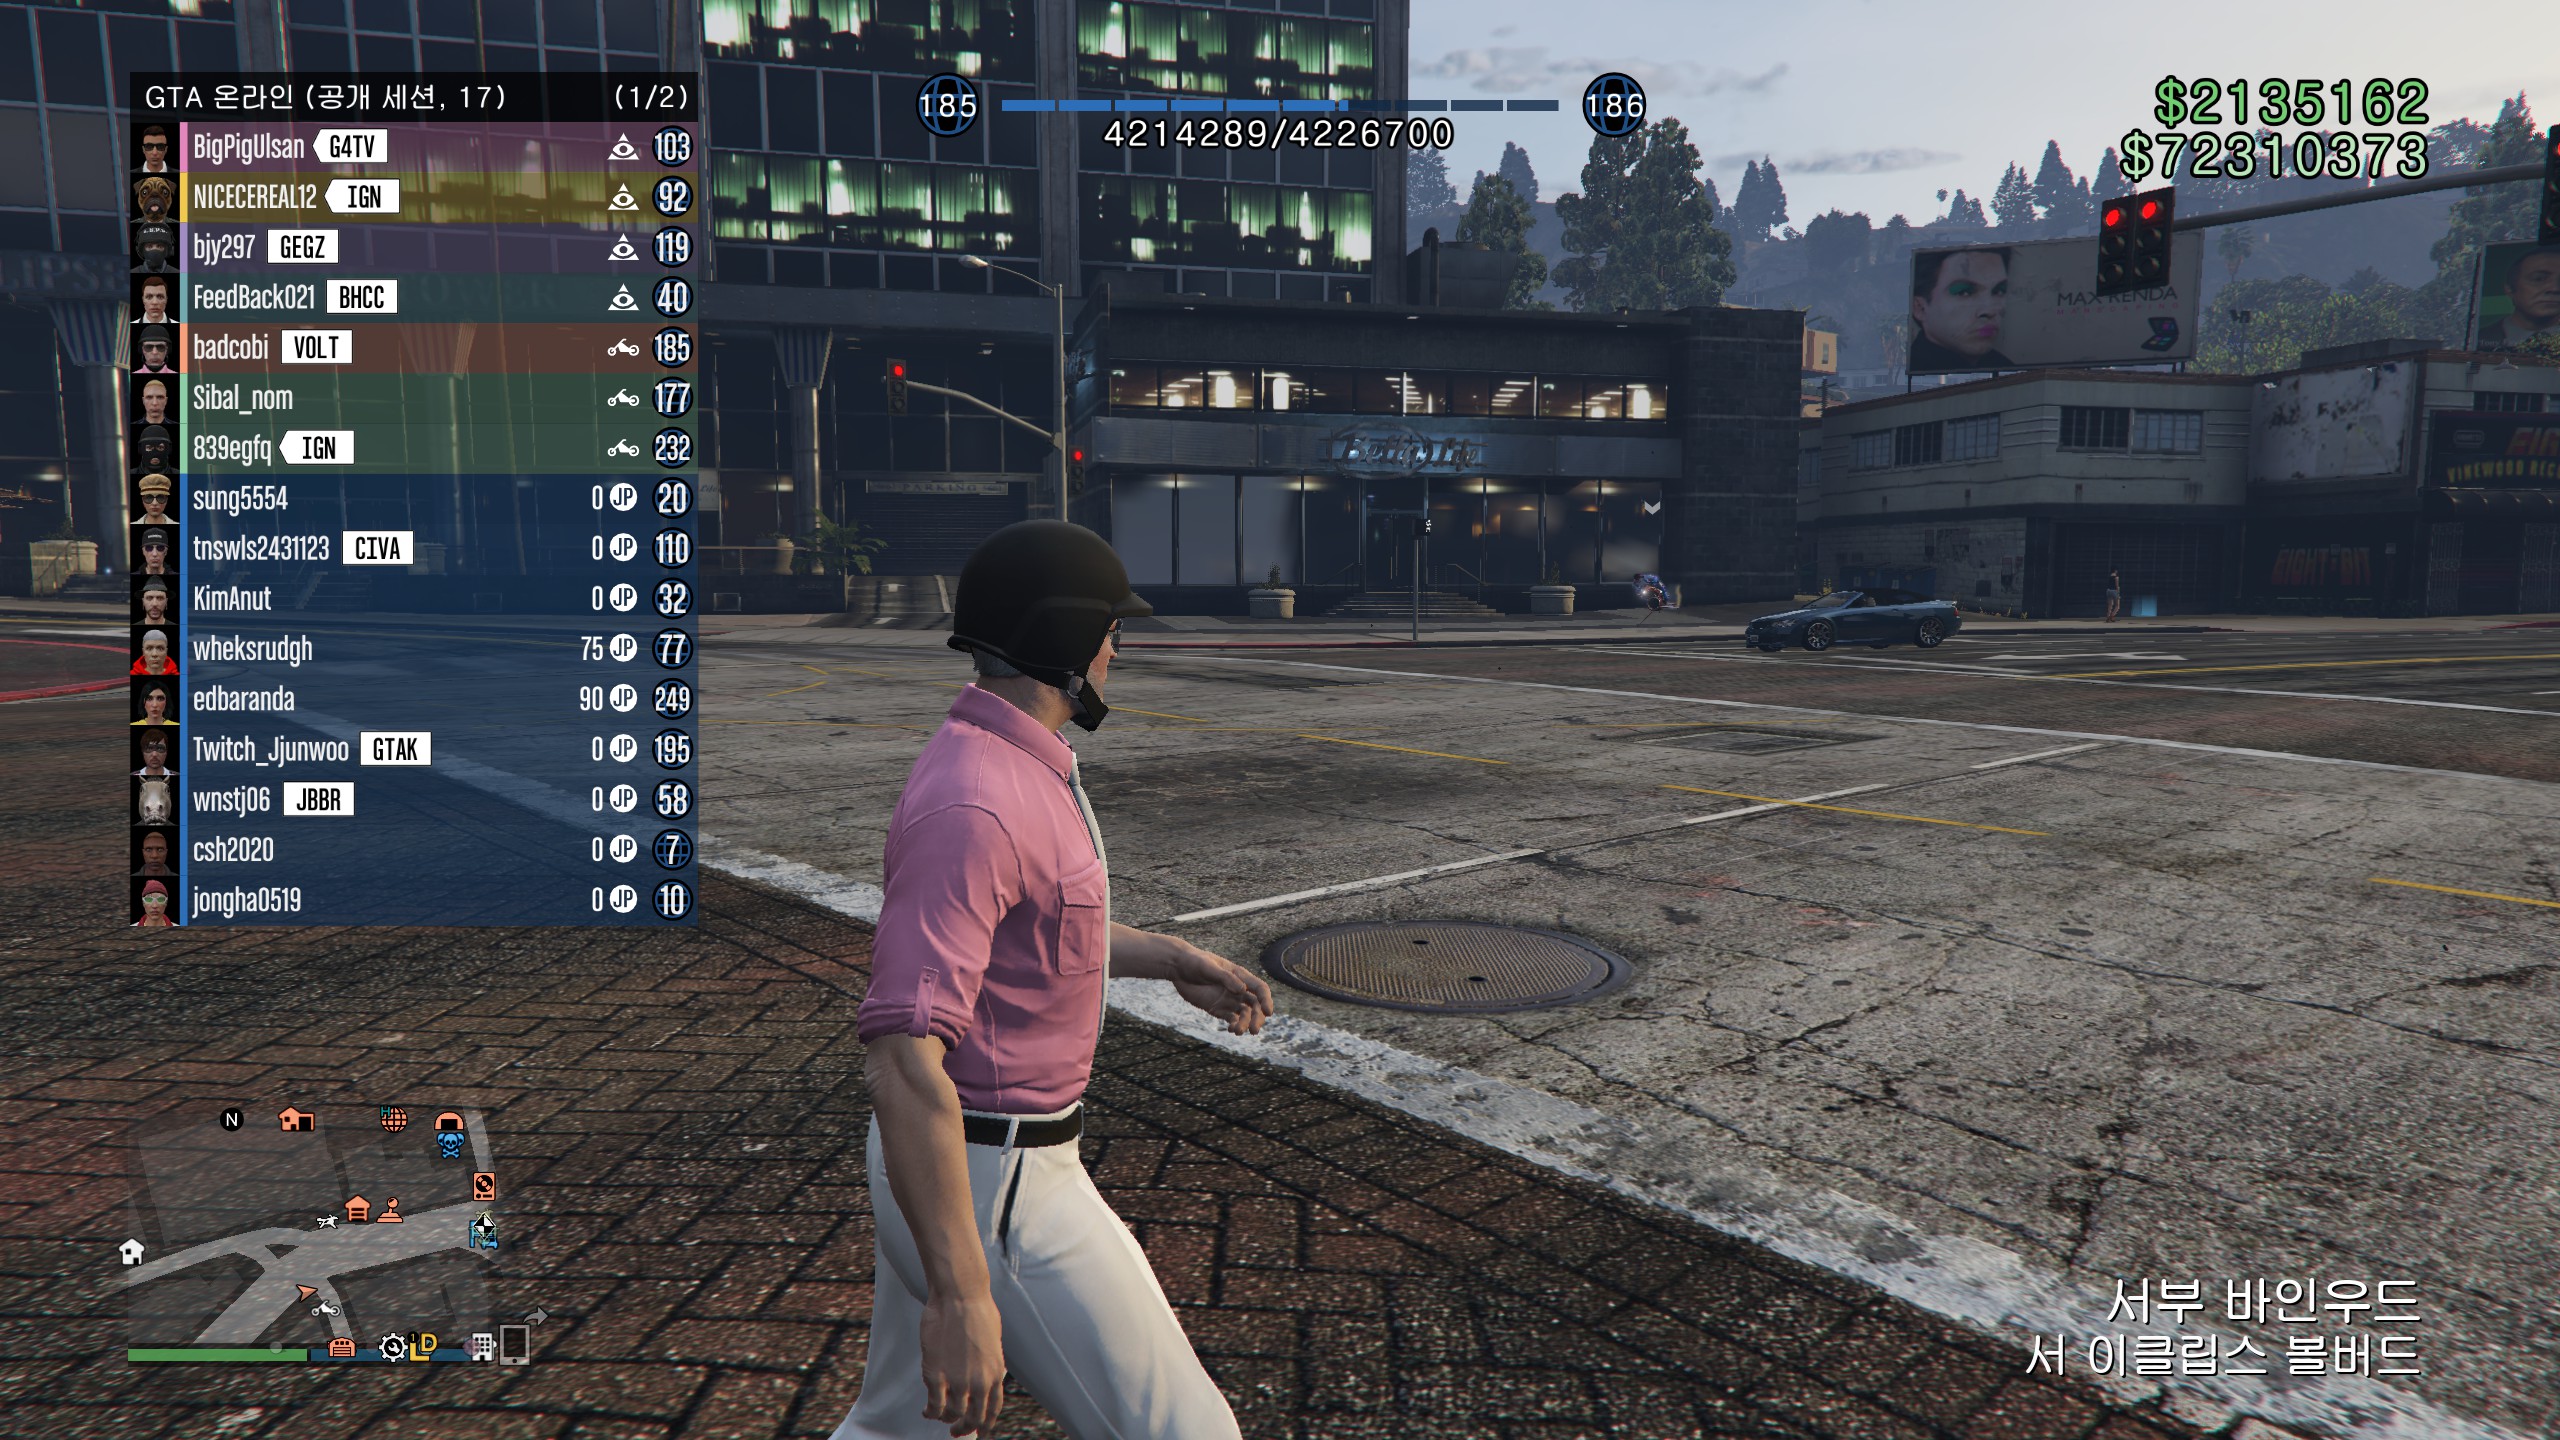 GTA 온라인 (공개 세션, 17) (1/2)
BigPigUlsan G4TV 103
NICECEREAL12 IGN 92
bjy297 GEGZ 119
FeedBack021 BHCC 40
badcobi VOLT 185
Sibal_nom 177
839egfq IGN 232
sung5554 0 JP 20
tnswls2431123 CIVA 0 JP 110
KimAnut 0 JP 32
wheksrudgh 75 JP 77
edbaranda 90 JP 249
Twitch_Jjunwoo GTAK 0 JP 195
wnstj06 JBBR 0 JP 58
csh2020 0 JP 7
jongha0519 0 JP 10
185 186
4214289/4226700
$2135162
$72310373
MAX RENDA
PARKING
N
LD
서부 바인우드
서 이클립스 볼버드